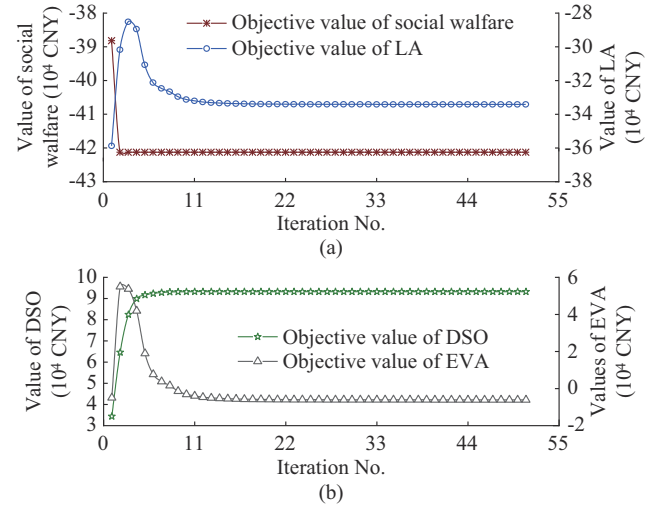 -38
-39
-40
-41
-42
-43
Value of social
walfare (10⁴ CNY)
Objective value of social walfare
Objective value of LA
-26
-28
-30
-32
-34
-36
-38
Value of LA
(10⁴ CNY)
0 11 22 33 44 55
Iteration No.
(a)
10
9
8
7
6
5
4
3
Value of DSO
(10⁴ CNY)
Objective value of DSO
Objective value of EVA
6
4
2
0
-2
Values of EVA
(10⁴ CNY)
0 11 22 33 44 55
Iteration No.
(b)